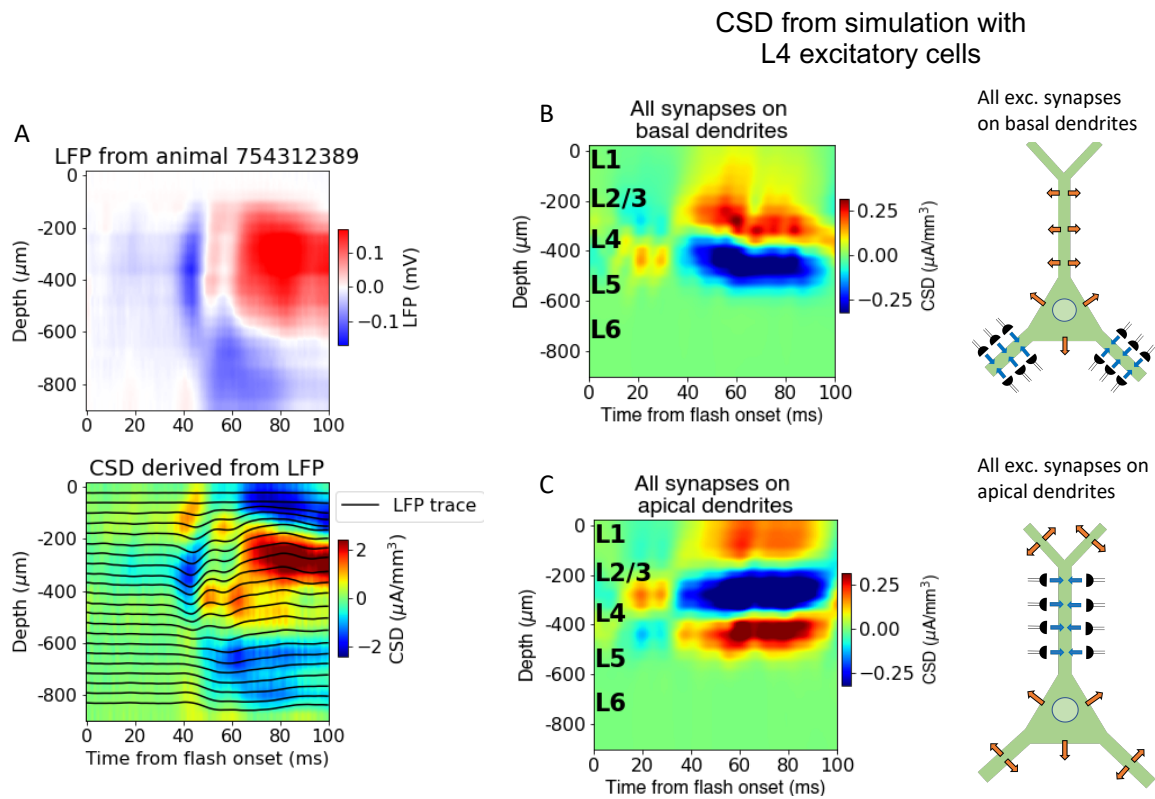 CSD from simulation with
L4 excitatory cells
A
LFP from animal 754312389
0
-200
-400
-600
-800
Depth (μm)
0 20 40 60 80 100
0.1
0.0
−0.1
LFP (mV)
CSD derived from LFP
0
-200
-400
-600
-800
Depth (μm)
0 20 40 60 80 100
Time from flash onset (ms)
LFP trace
2
0
−2
CSD (μA/mm³)
B
All synapses on
basal dendrites
L1
L2/3
L4
L5
L6
0
-200
-400
-600
-800
Depth (μm)
0 20 40 60 80 100
Time from flash onset (ms)
0.25
0.00
−0.25
CSD (μA/mm³)
All exc. synapses
on basal dendrites
C
All synapses on
apical dendrites
L1
L2/3
L4
L5
L6
0
-200
-400
-600
-800
Depth (μm)
0 20 40 60 80 100
Time from flash onset (ms)
0.25
0.00
−0.25
CSD (μA/mm³)
All exc. synapses on
apical dendrites